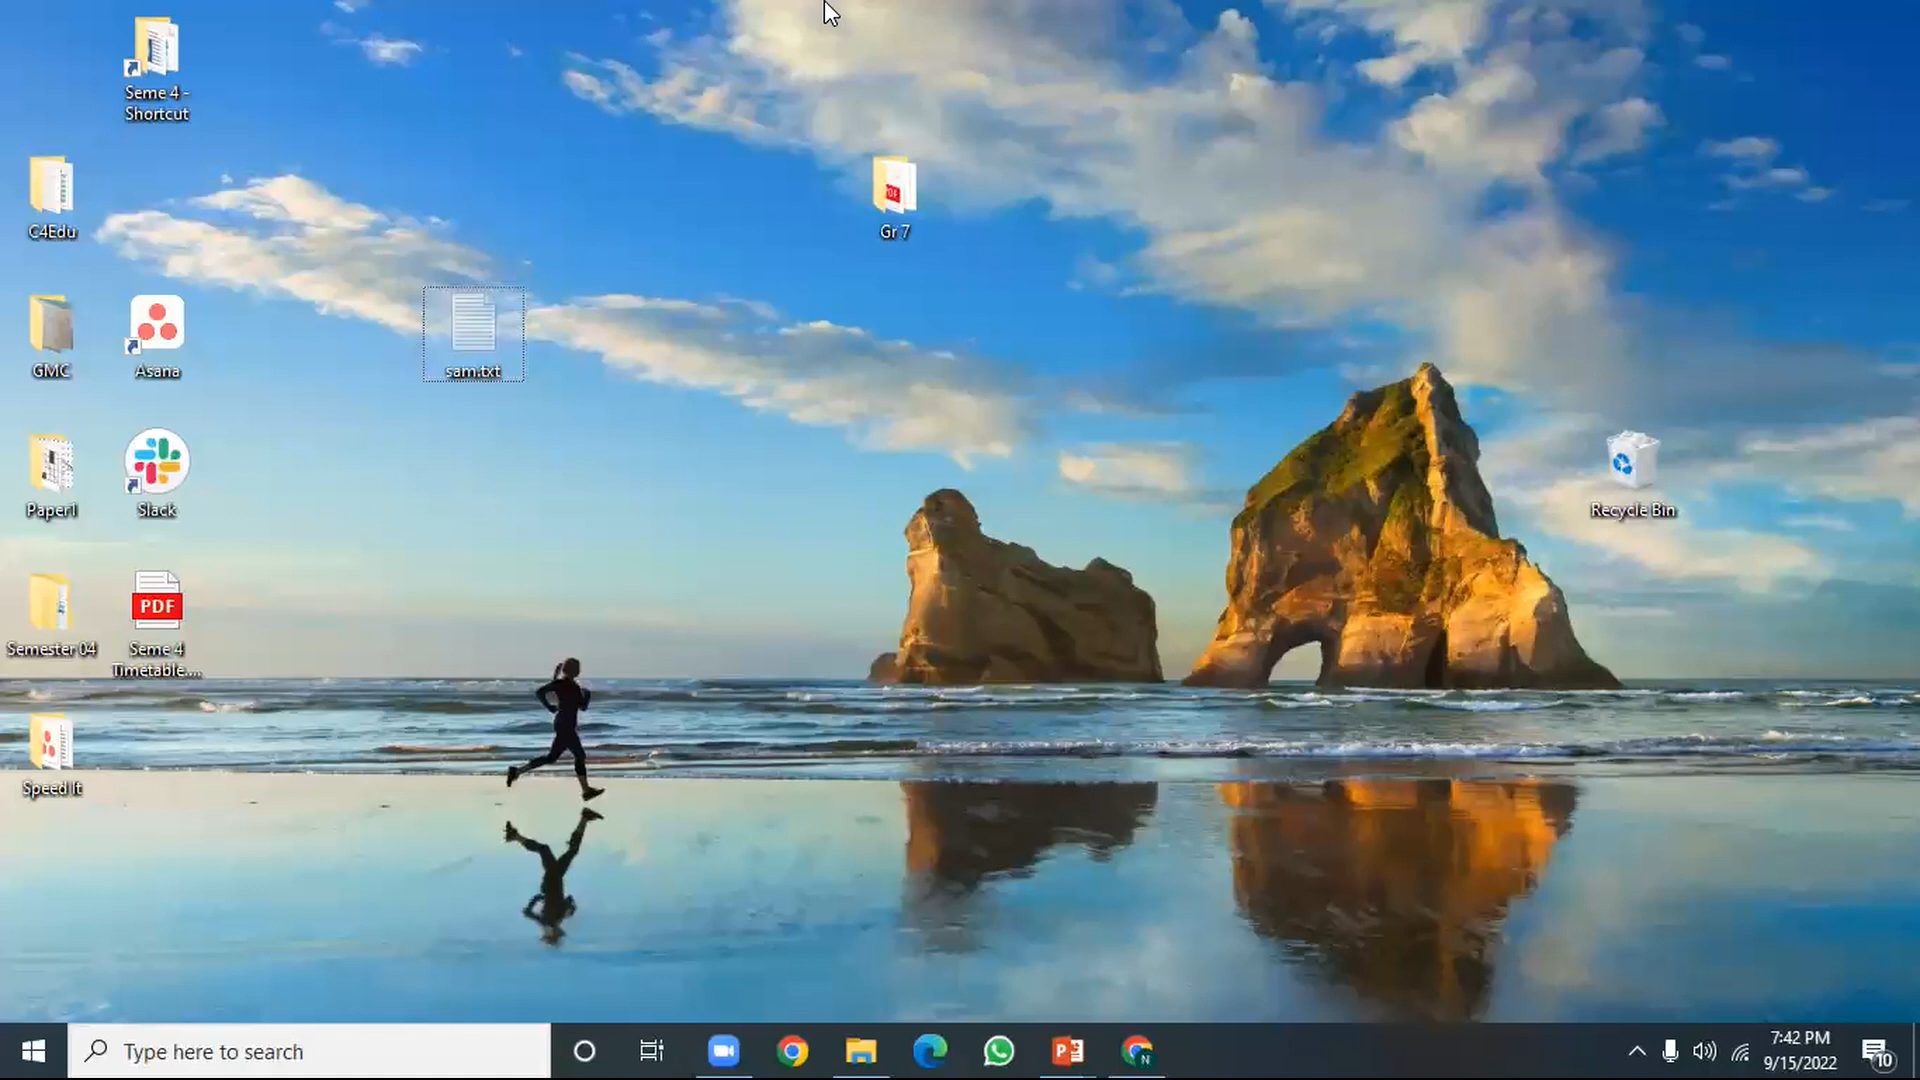 Seme 4 -
Shortcut
C4Edu
Gr 7
GMC
Asana
sam.txt
Paper1
Slack
Recycle Bin
Semester 04
PDF
Seme 4
Timetable....
Speed It
Type here to search
N
7:42 PM
9/15/2022
10